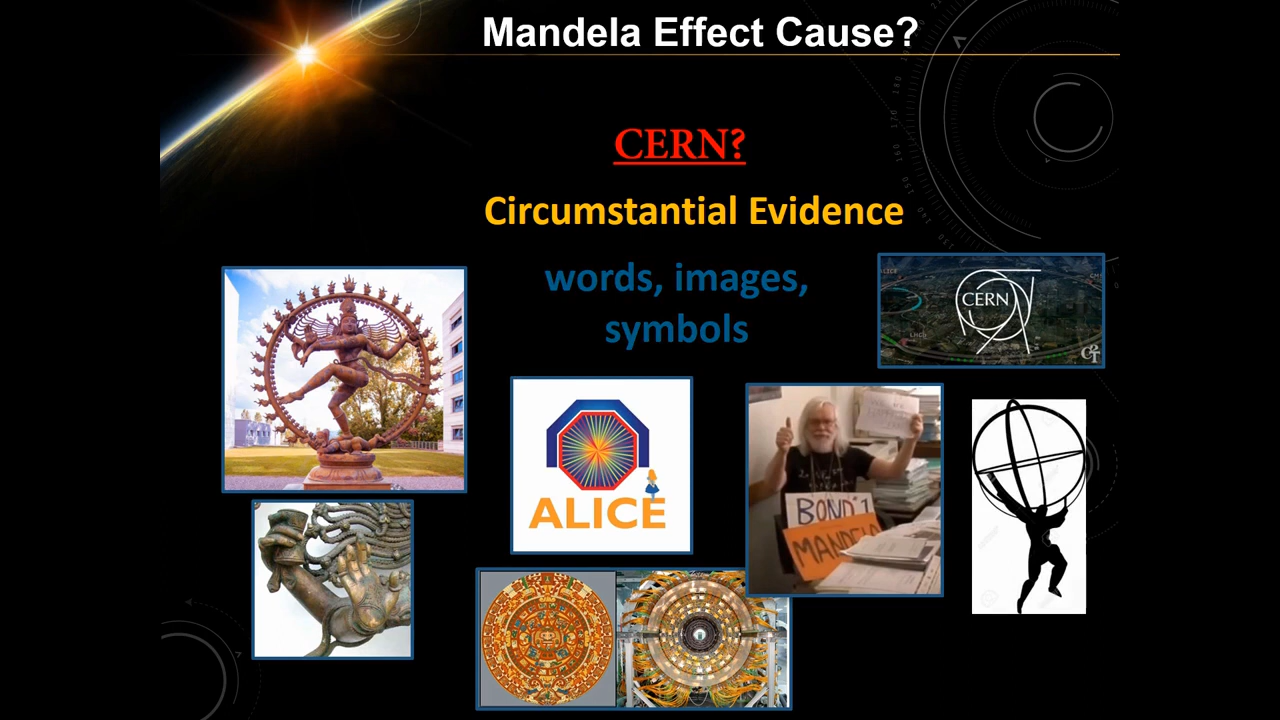 Mandela Effect Cause?
CERN?
Circumstantial Evidence
words, images,
symbols
CERN
ALICE
BOND #1
MANDELA